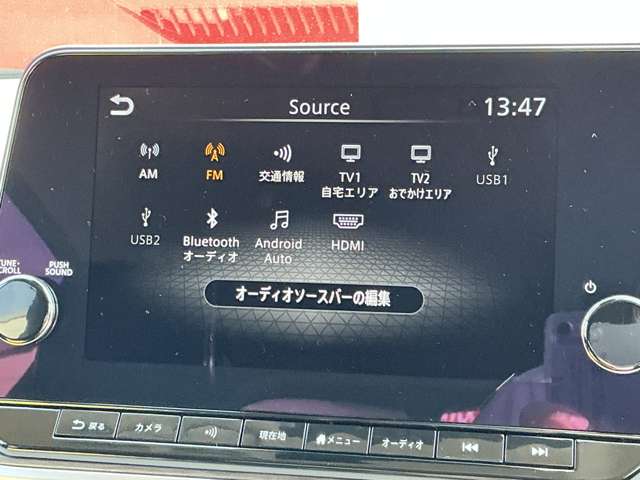 Source
13:47
AM
FM
交通情報
TV1
自宅エリア
TV2
おでかけエリア
USB1
USB2
Bluetooth
オーディオ
Android
Auto
HDMI
オーディオソースバーの編集
TUNE·
SCROLL
PUSH
SOUND
戻る
カメラ
現在地
メニュー
オーディオ